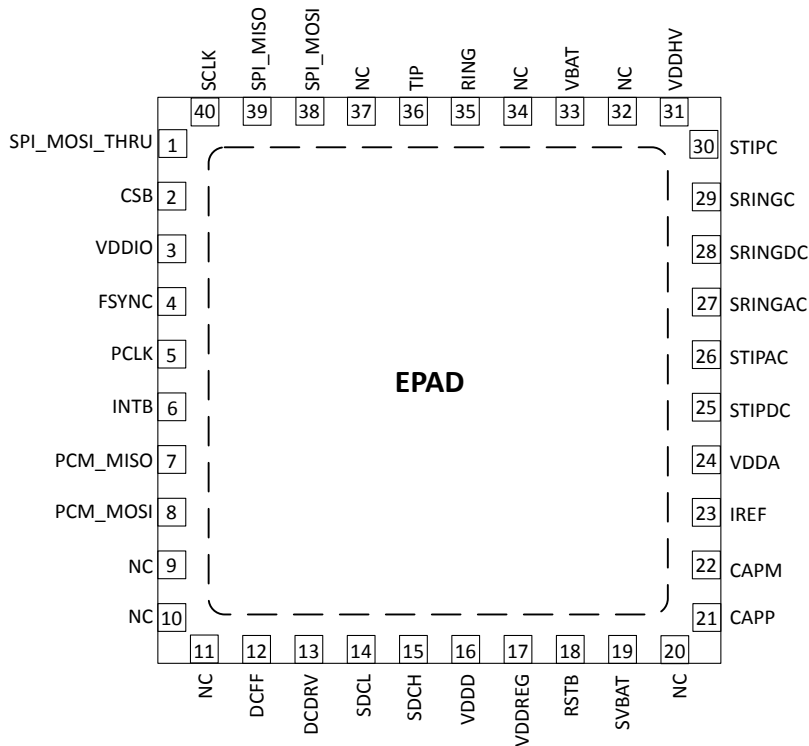 SCLK
SPI_MISO
SPI_MOSI
NC
TIP
RING
NC
VBAT
NC
VDDHV
40 39 38 37 36 35 34 33 32 31
SPI_MOSI_THRU 1
CSB 2
VDDIO 3
FSYNC 4
PCLK 5
INTB 6
PCM_MISO 7
PCM_MOSI 8
NC 9
NC 10
EPAD
30 STIPC
29 SRINGC
28 SRINGDC
27 SRINGAC
26 STIPAC
25 STIPDC
24 VDDA
23 IREF
22 CAPM
21 CAPP
11 12 13 14 15 16 17 18 19 20
NC
DCFF
DCDRV
SDCL
SDCH
VDDD
VDDREG
RSTB
SVBAT
NC